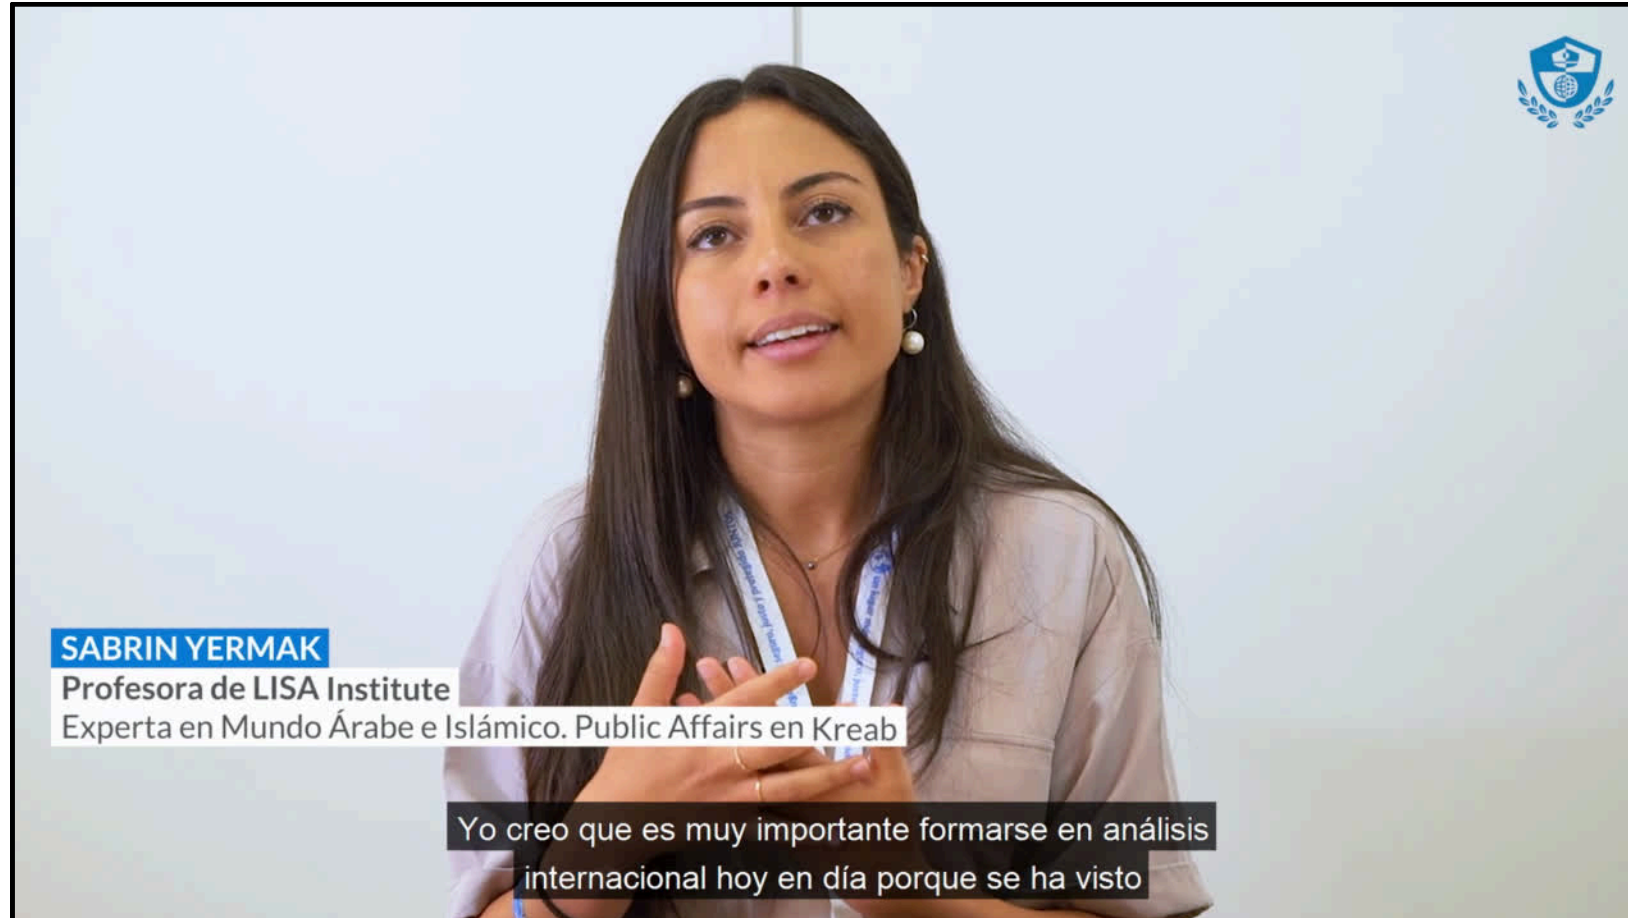 SABRIN YERMAK
Profesora de LISA Institute
Experta en Mundo Árabe e Islámico. Public Affairs en Kreab
Yo creo que es muy importante formarse en análisis
internacional hoy en día porque se ha visto